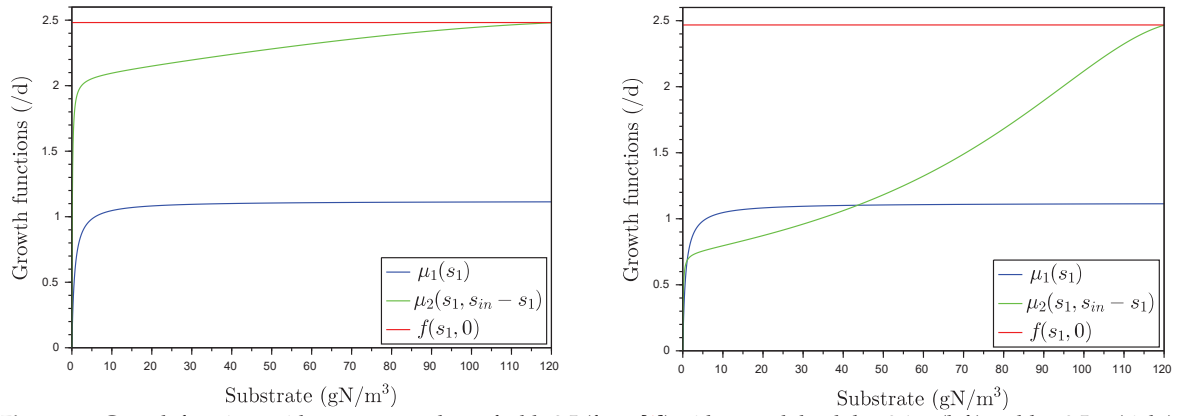 Growth functions (/d)
2.5
2
1.5
1
0.5
0
0 10 20 30 40 50 60 70 80 90 100 110 120
Substrate (gN/m³)
μ₁(s₁)
μ₂(s₁, s_in − s₁)
f(s₁, 0)
Growth functions (/d)
2.5
2
1.5
1
0.5
0
0 10 20 30 40 50 60 70 80 90 100 110 120
Substrate (gN/m³)
μ₁(s₁)
μ₂(s₁, s_in − s₁)
f(s₁, 0)